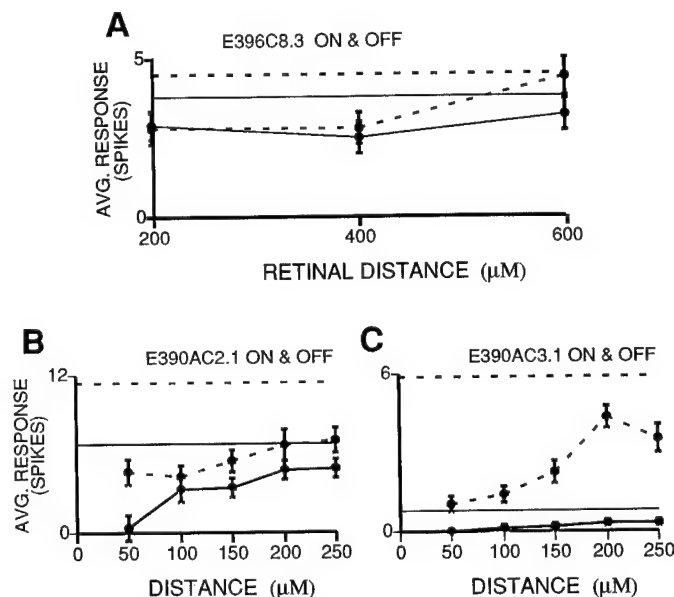 A
E396C8.3 ON & OFF
5
AVG. RESPONSE
(SPIKES)
0
200
400
600
RETINAL DISTANCE (μM)
B
E390AC2.1 ON & OFF
12
AVG. RESPONSE
(SPIKES)
0
0
50
100
150
200
250
DISTANCE (μM)
C
E390AC3.1 ON & OFF
6
0
0
50
100
150
200
250
DISTANCE (μM)